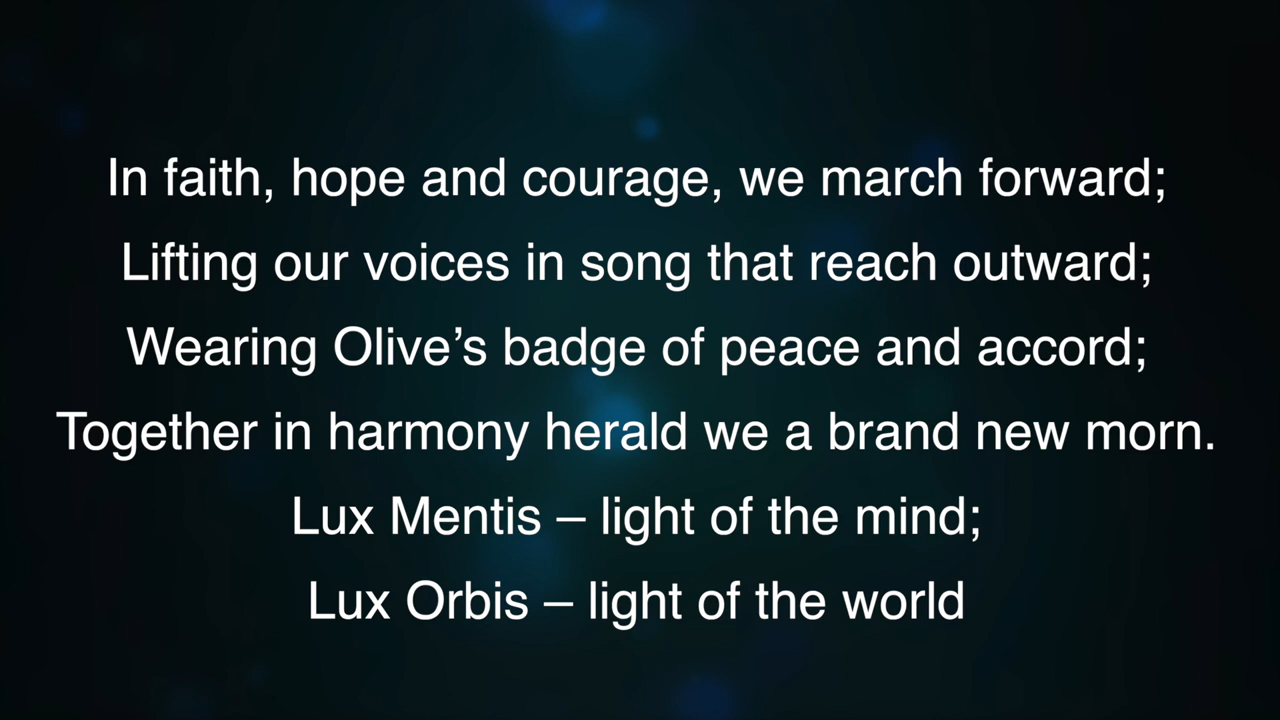 In faith, hope and courage, we march forward;
Lifting our voices in song that reach outward;
Wearing Olive’s badge of peace and accord;
Together in harmony herald we a brand new morn.
Lux Mentis – light of the mind;
Lux Orbis – light of the world